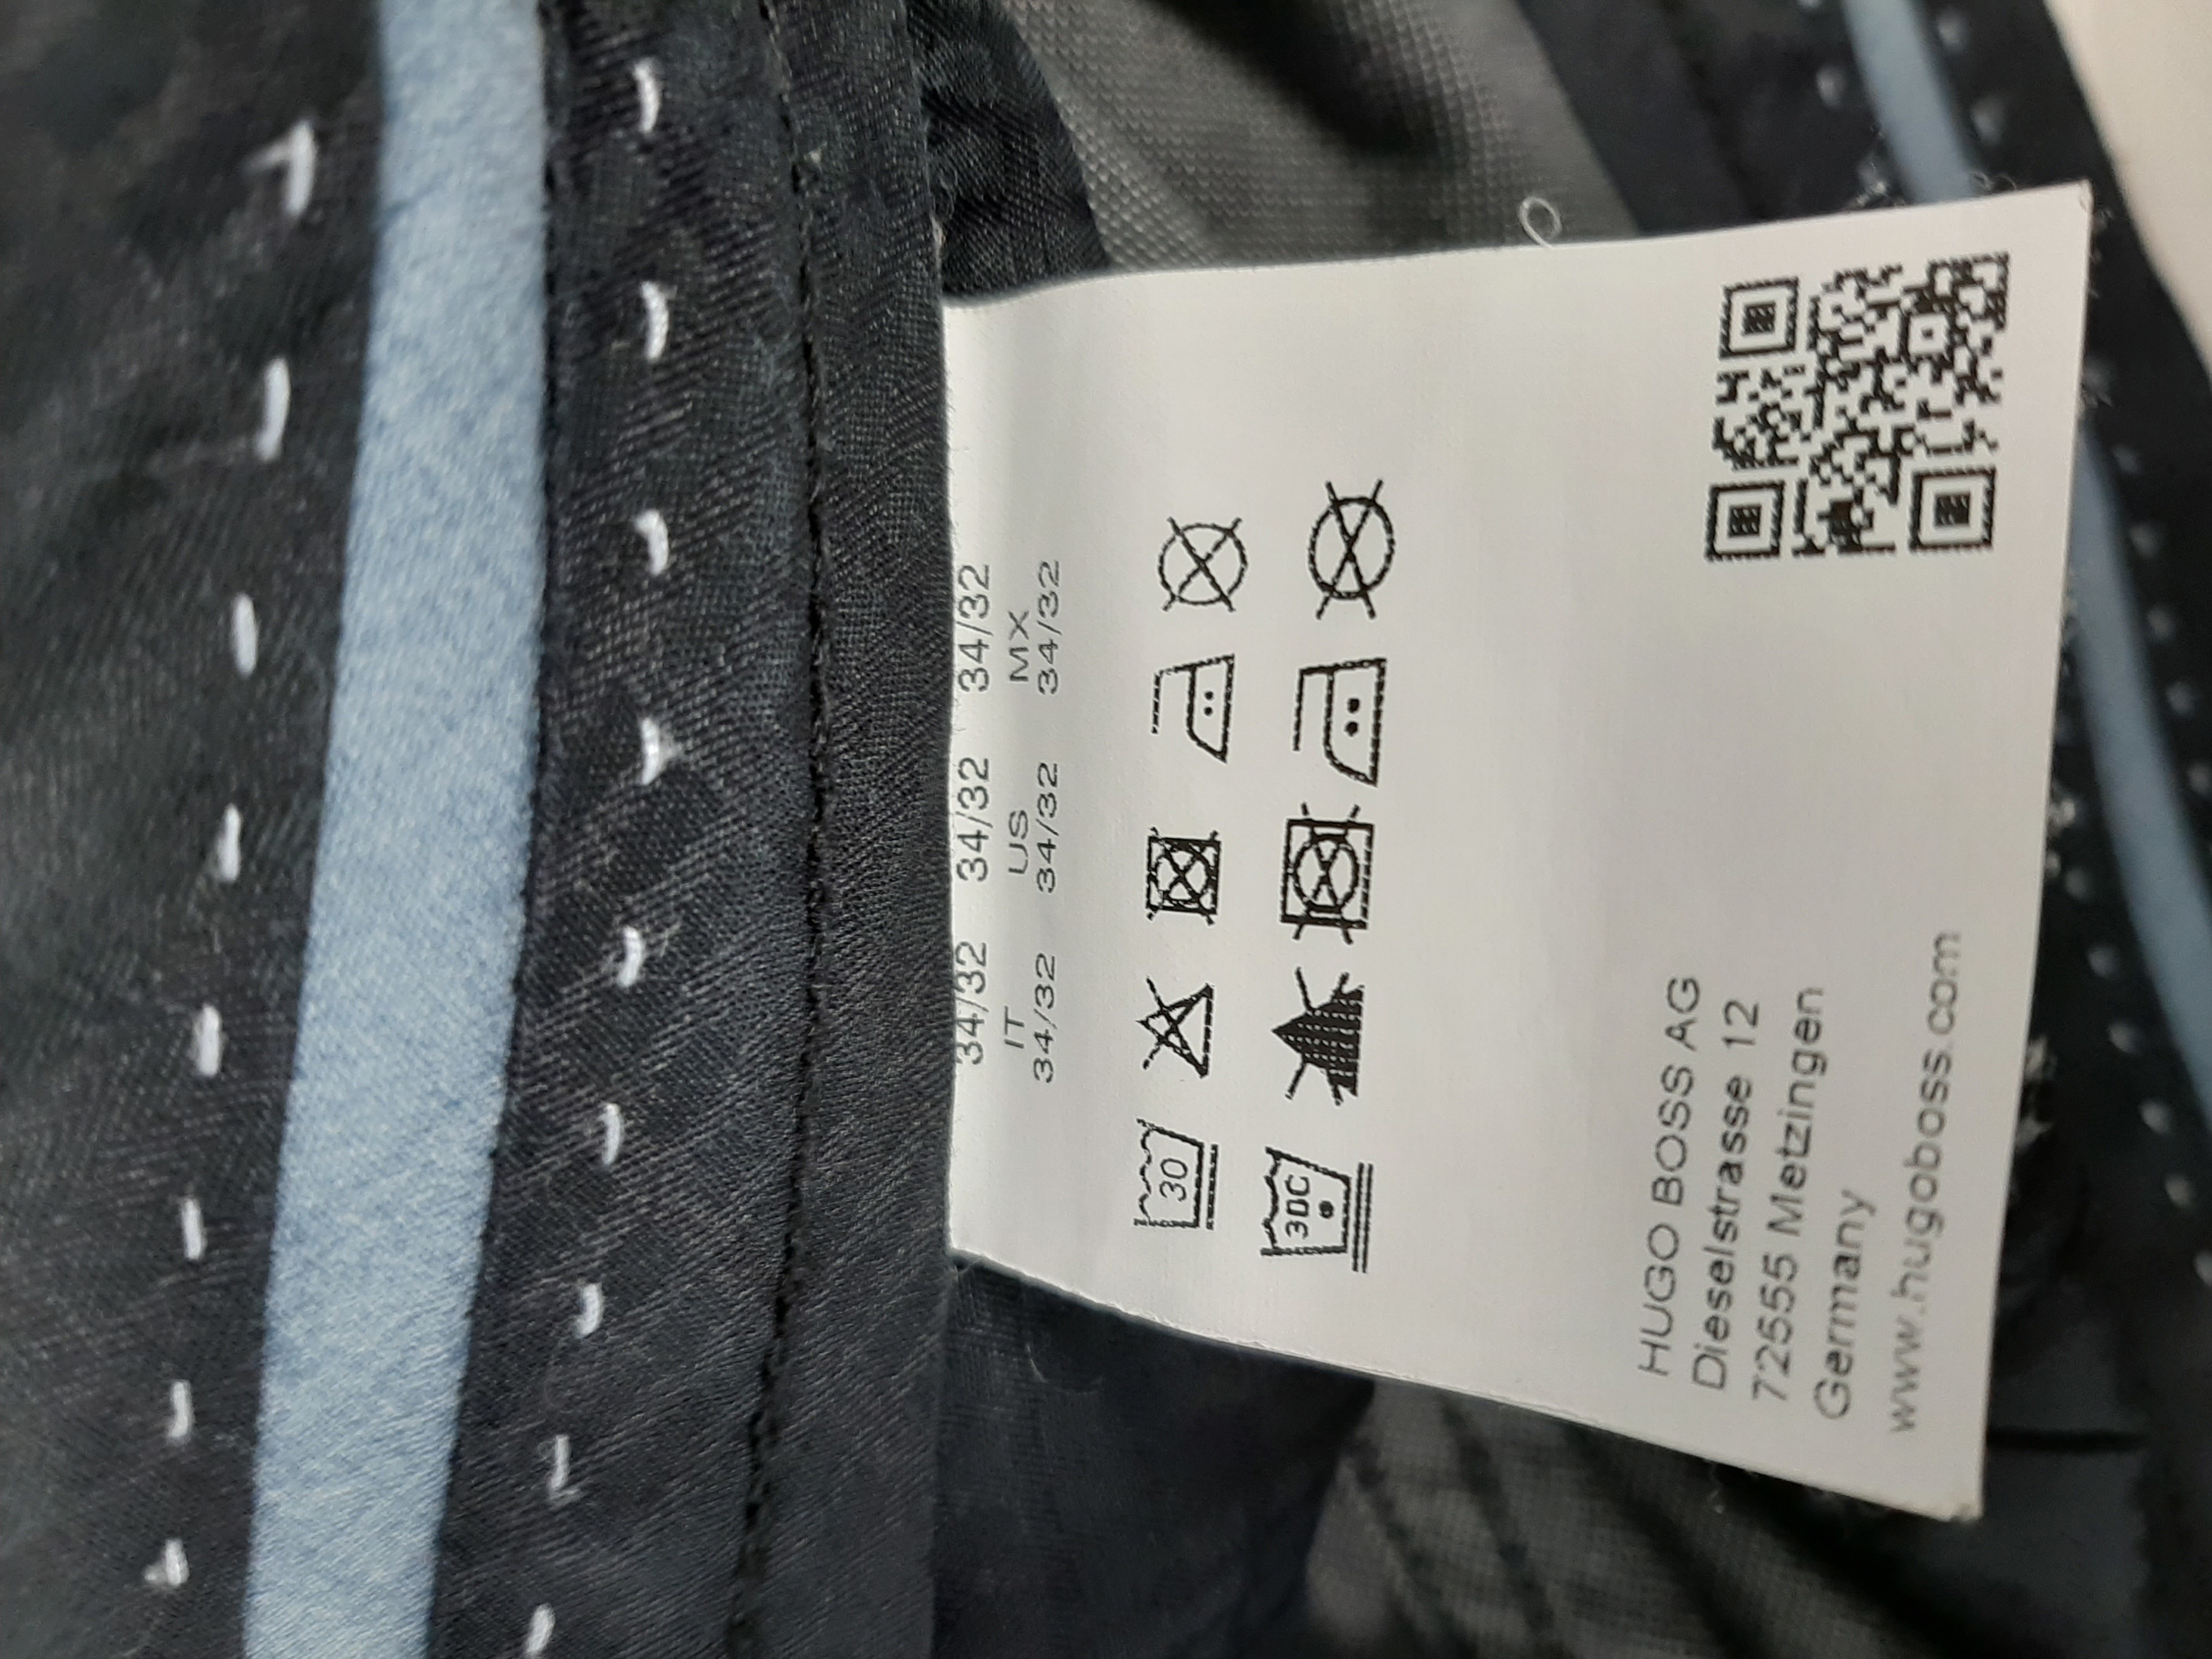 34/32 34/32 34/32
IT US MX
34/32 34/32 34/32
30
30C
HUGO BOSS AG
Dieselstrasse 12
72555 Metzingen
Germany
www.hugoboss.com